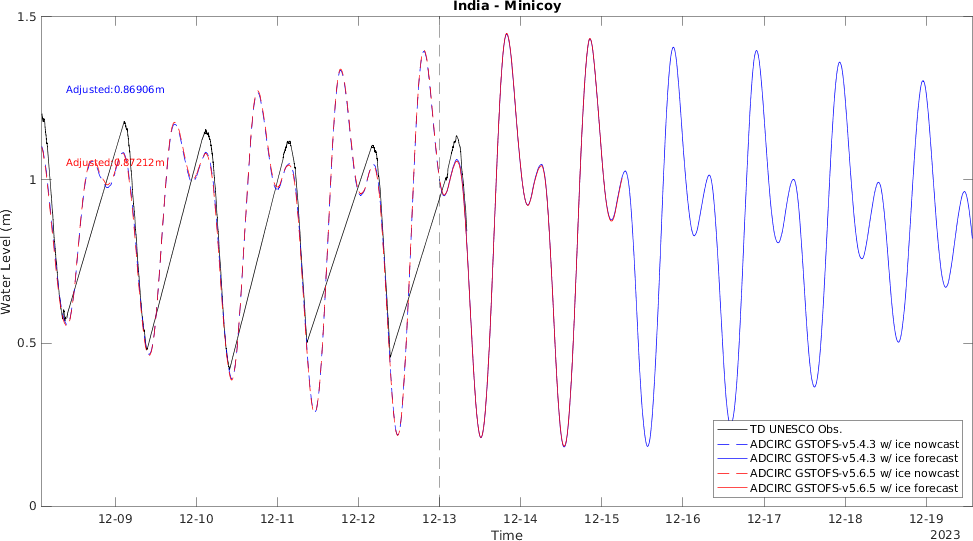 India - Minicoy
1.5
1
0.5
0
Water Level (m)
Adjusted:0.86906m
Adjusted:0.87212m
TD UNESCO Obs.
ADCIRC GSTOFS-v5.4.3 w/ ice nowcast
ADCIRC GSTOFS-v5.4.3 w/ ice forecast
ADCIRC GSTOFS-v5.6.5 w/ ice nowcast
ADCIRC GSTOFS-v5.6.5 w/ ice forecast
12-09 12-10 12-11 12-12 12-13 12-14 12-15 12-16 12-17 12-18 12-19
Time
2023